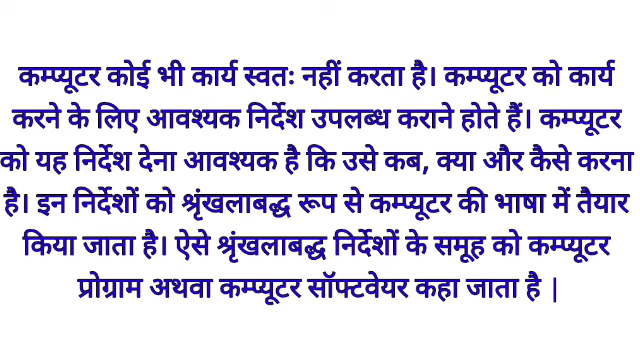 कम्प्यूटर कोई भी कार्य स्वतः नहीं करता है। कम्प्यूटर को कार्य
करने के लिए आवश्यक निर्देश उपलब्ध कराने होते हैं। कम्प्यूटर
को यह निर्देश देना आवश्यक है कि उसे कब, क्या और कैसे करना
है। इन निर्देशों को श्रृंखलाबद्ध रूप से कम्प्यूटर की भाषा में तैयार
किया जाता है। ऐसे श्रृंखलाबद्ध निर्देशों के समूह को कम्प्यूटर
प्रोग्राम अथवा कम्प्यूटर सॉफ्टवेयर कहा जाता है |